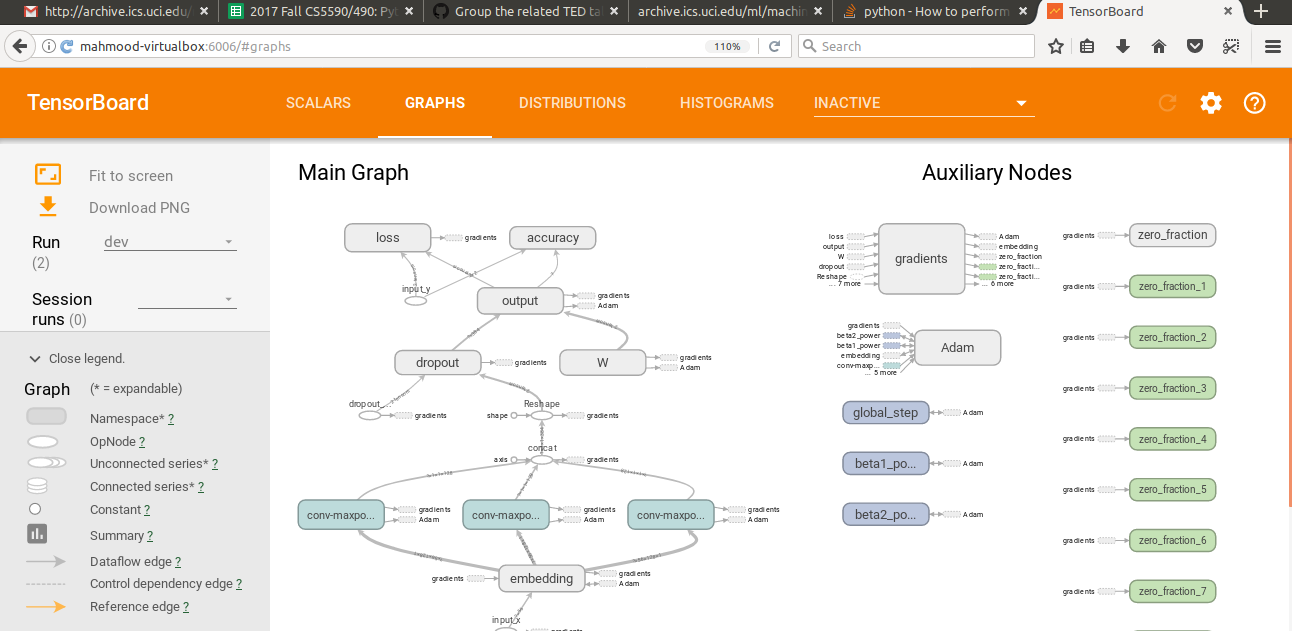 http://archive.ics.uci.edu/ ×
2017 Fall CS5590/490: Py ×
Group the related TED ta ×
archive.ics.uci.edu/ml/machin ×
python - How to perform ×
TensorBoard ×
mahmood-virtualbox:6006/#graphs
110%
Search
TensorBoard
SCALARS
GRAPHS
DISTRIBUTIONS
HISTOGRAMS
INACTIVE
Fit to screen
Download PNG
Run
(2)
dev
Session
runs (0)
Close legend.
Graph (* = expandable)
Namespace* ?
OpNode ?
Unconnected series* ?
Connected series* ?
Constant ?
Summary ?
Dataflow edge ?
Control dependency edge ?
Reference edge ?
Main Graph
loss
gradients
accuracy
input_y
output
gradients
Adam
dropout
gradients
W
gradients
Adam
dropout_...
gradients
Reshape
shape
gradients
concat
axis
gradients
conv-maxpo...
gradients
Adam
conv-maxpo...
gradients
Adam
conv-maxpo...
gradients
Adam
gradients
embedding
gradients
Adam
input_x
gradients
Auxiliary Nodes
loss
output
W
dropout
Reshape
... 7 more
gradients
Adam
embedding
zero_fraction
zero_fracti...
zero_fracti...
... 6 more
gradients
beta2_power
beta1_power
embedding
conv-maxp...
... 5 more
Adam
global_step
Adam
beta1_po...
Adam
beta2_po...
Adam
gradients
zero_fraction
gradients
zero_fraction_1
gradients
zero_fraction_2
gradients
zero_fraction_3
gradients
zero_fraction_4
gradients
zero_fraction_5
gradients
zero_fraction_6
gradients
zero_fraction_7